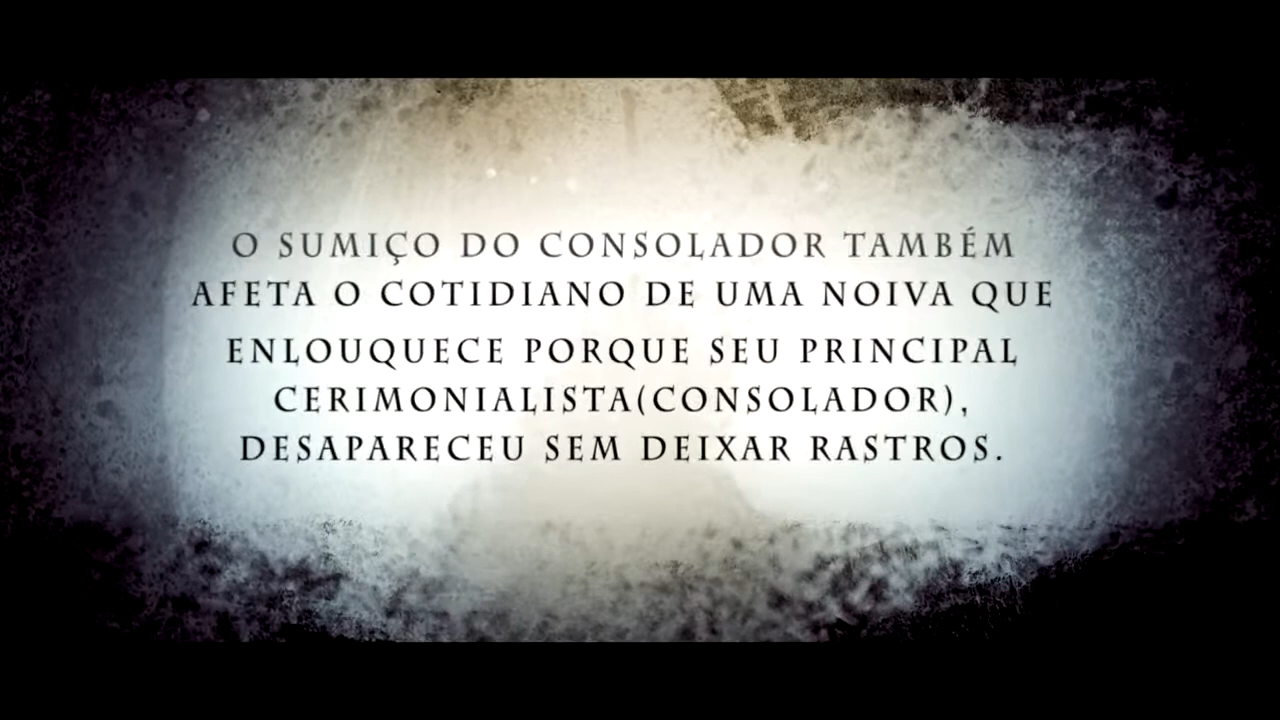 O SUMIÇO DO CONSOLADOR TAMBÉM
AFETA O COTIDIANO DE UMA NOIVA QUE
ENLOUQUECE PORQUE SEU PRINCIPAL
CERIMONIALISTA(CONSOLADOR),
DESAPARECEU SEM DEIXAR RASTROS.